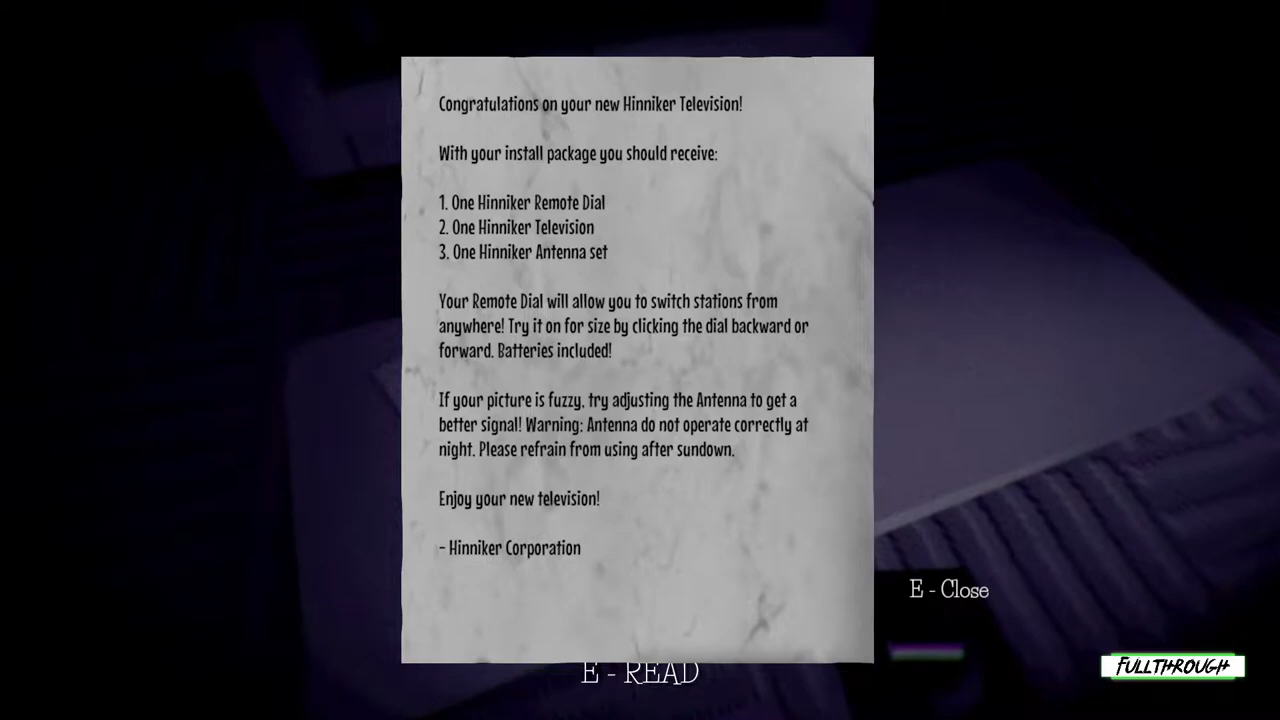 Congratulations on your new Hinniker Television!
With your install package you should receive:
1. One Hinniker Remote Dial
2. One Hinniker Television
3. One Hinniker Antenna set
Your Remote Dial will allow you to switch stations from
anywhere! Try it on for size by clicking the dial backward or
forward. Batteries included!
If your picture is fuzzy, try adjusting the Antenna to get a
better signal! Warning: Antenna do not operate correctly at
night. Please refrain from using after sundown.
Enjoy your new television!
- Hinniker Corporation
E - Close
E - READ
FULLTHROUGH